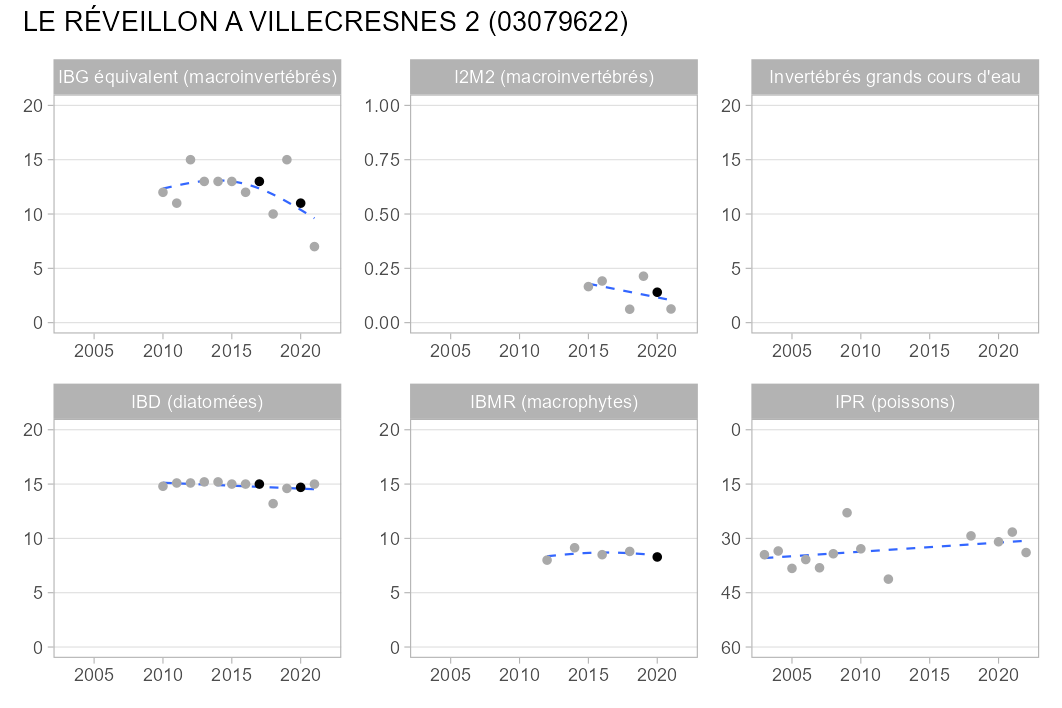 LE RÉVEILLON A VILLECRESNES 2 (03079622)
IBG équivalent (macroinvertébrés)
20
15
10
5
0
2005 2010 2015 2020
I2M2 (macroinvertébrés)
1.00
0.75
0.50
0.25
0.00
2005 2010 2015 2020
Invertébrés grands cours d'eau
20
15
10
5
0
2005 2010 2015 2020
IBD (diatomées)
20
15
10
5
0
2005 2010 2015 2020
IBMR (macrophytes)
20
15
10
5
0
2005 2010 2015 2020
IPR (poissons)
0
15
30
45
60
2005 2010 2015 2020